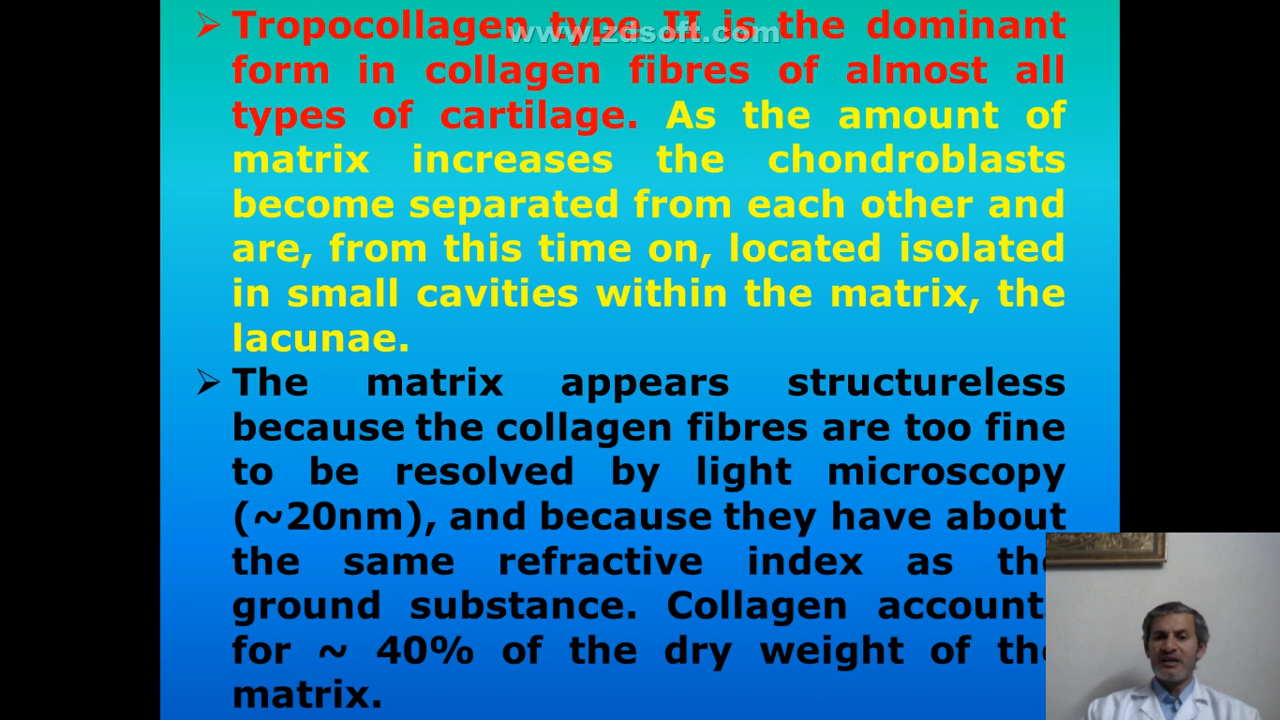 ➢ Tropocollagen type II is the dominant
www.zdsoft.com
form in collagen fibres of almost all
types of cartilage. As the amount of
matrix increases the chondroblasts
become separated from each other and
are, from this time on, located isolated
in small cavities within the matrix, the
lacunae.
➢ The matrix appears structureless
because the collagen fibres are too fine
to be resolved by light microscopy
(~20nm), and because they have about
the same refractive index as the
ground substance. Collagen account
for ~ 40% of the dry weight of the
matrix.